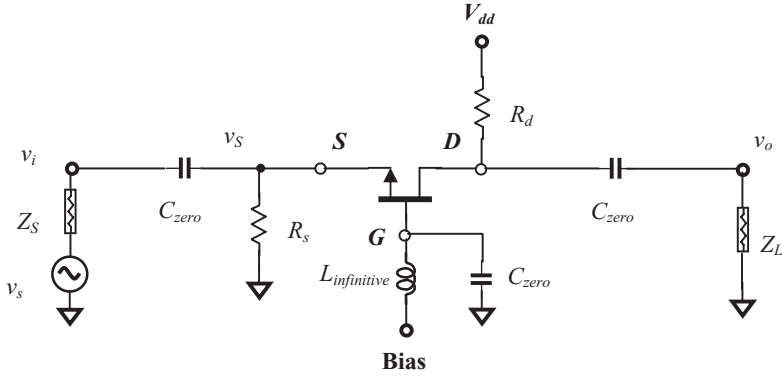 V_dd
R_d
v_i
v_S
S
D
v_o
C_zero
C_zero
Z_S
R_s
G
Z_L
L_infinitive
C_zero
v_s
Bias